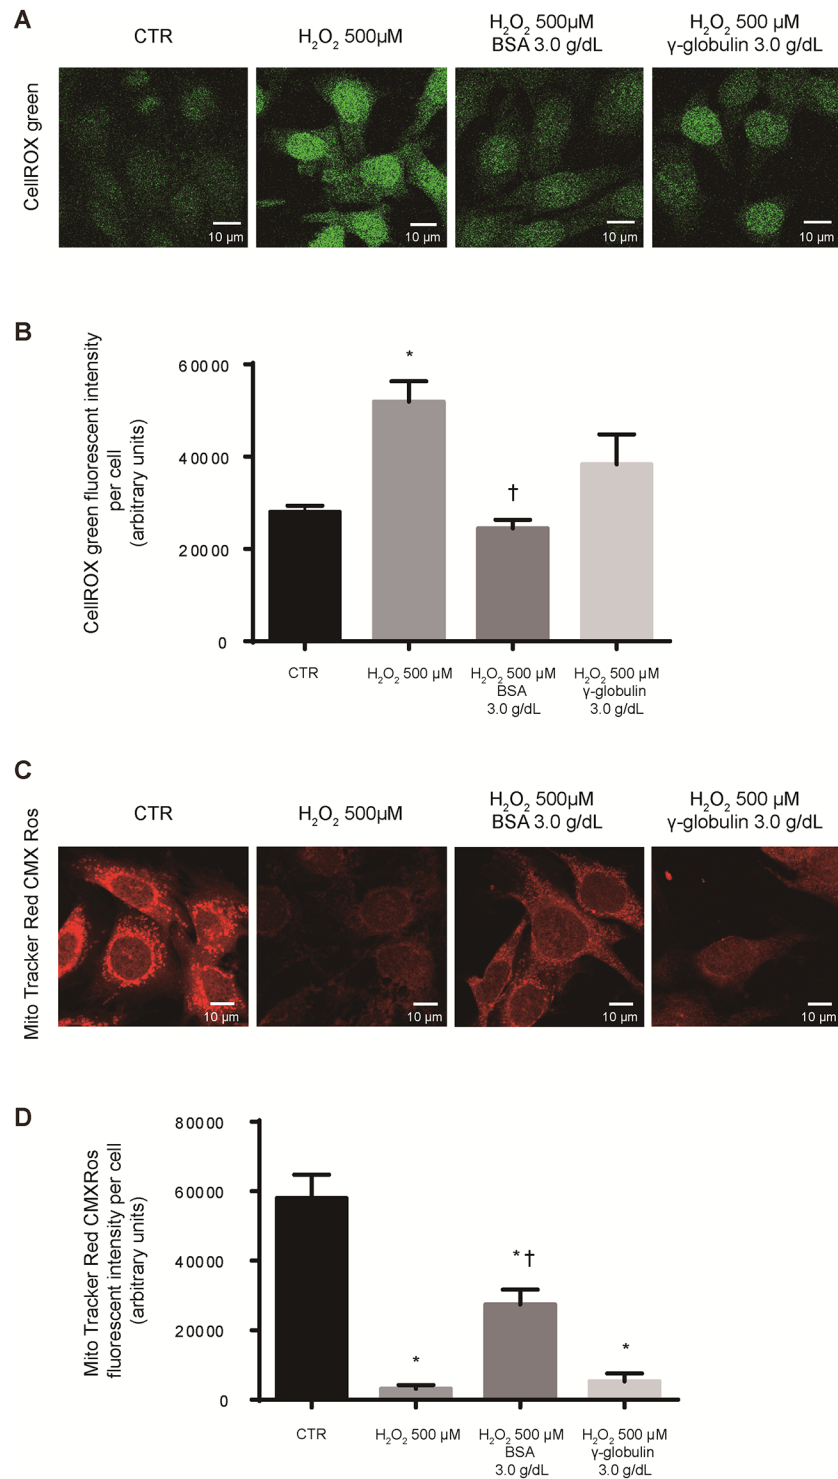 A
CTR
H₂O₂ 500μM
H₂O₂ 500μM
BSA 3.0 g/dL
H₂O₂ 500 μM
γ-globulin 3.0 g/dL
CellROX green
10 μm
10 μm
10 μm
10 μm
B
CellROX green fluorescent intensity
per cell
(arbitrary units)
60000
40000
20000
0
*
†
CTR
H₂O₂ 500 μM
H₂O₂ 500 μM
BSA
3.0 g/dL
H₂O₂ 500 μM
γ-globulin
3.0 g/dL
C
CTR
H₂O₂ 500μM
H₂O₂ 500μM
BSA 3.0 g/dL
H₂O₂ 500 μM
γ-globulin 3.0 g/dL
Mito Tracker Red CMX Ros
10 μm
10 μm
10 μm
10 μm
D
Mito Tracker Red CMXRos
fluorescent intensity per cell
(arbitrary units)
80000
60000
40000
20000
0
*
* †
*
CTR
H₂O₂ 500 μM
H₂O₂ 500 μM
BSA
3.0 g/dL
H₂O₂ 500 μM
γ-globulin
3.0 g/dL